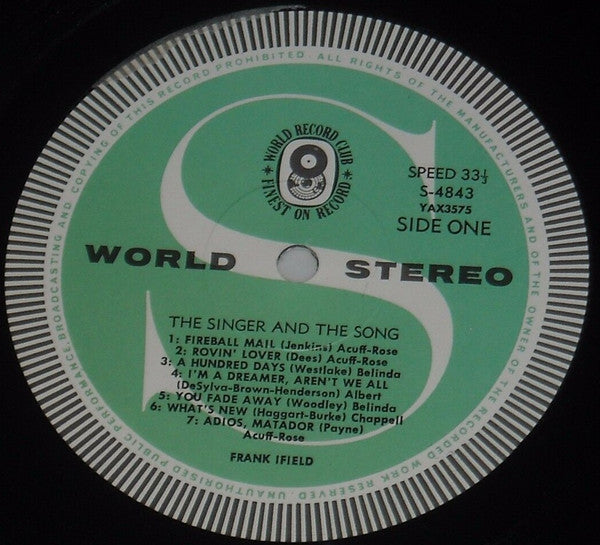 UNAUTHORISED PUBLIC PERFORMANCE, BROADCASTING AND COPYING OF THIS RECORD PROHIBITED. ALL RIGHTS OF THE MANUFACTURERS AND OF THE OWNER OF THE RECORDED WORK RESERVED.
WORLD RECORD CLUB
FINEST ON RECORD
SPEED 33⅓
S-4843
YAX3575
SIDE ONE
WORLD STEREO
THE SINGER AND THE SONG
1: FIREBALL MAIL (Jenkins) Acuff-Rose
2: ROVIN' LOVER (Dees) Acuff-Rose
3: A HUNDRED DAYS (Westlake) Belinda
4: I'M A DREAMER, AREN'T WE ALL
(DeSylva-Brown-Henderson) Albert
5: YOU FADE AWAY (Woodley) Belinda
6: WHAT'S NEW (Haggart-Burke) Chappell
7: ADIOS, MATADOR (Payne)
Acuff-Rose
FRANK IFIELD